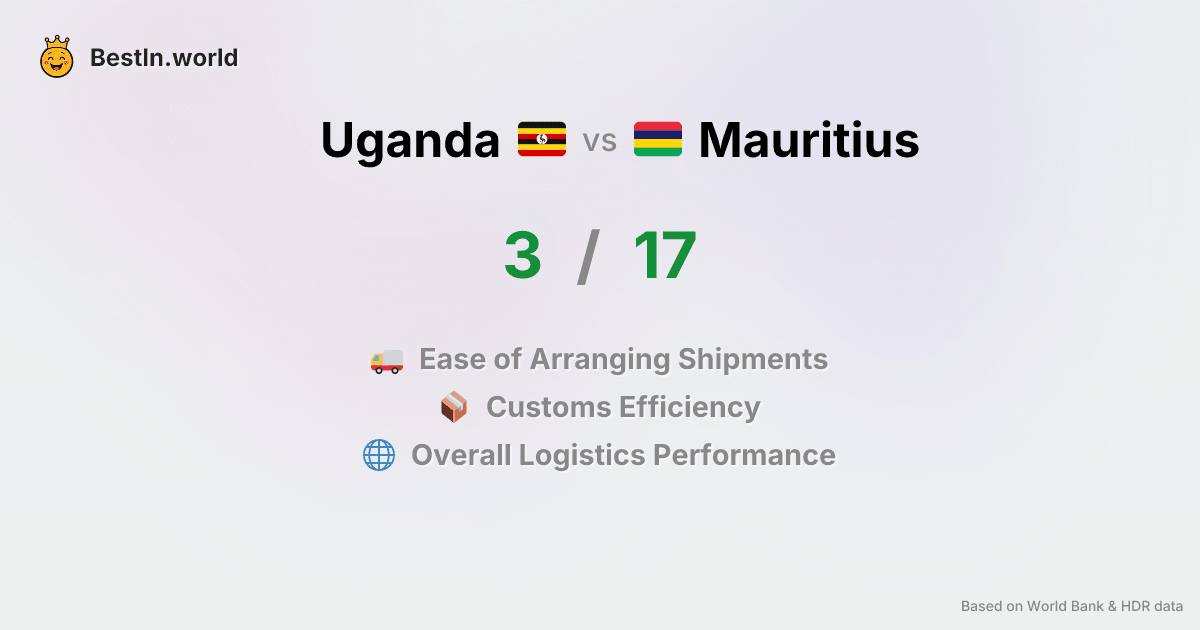 BestIn.world
Uganda vs Mauritius
3 / 17
Ease of Arranging Shipments
Customs Efficiency
Overall Logistics Performance
Based on World Bank & HDR data